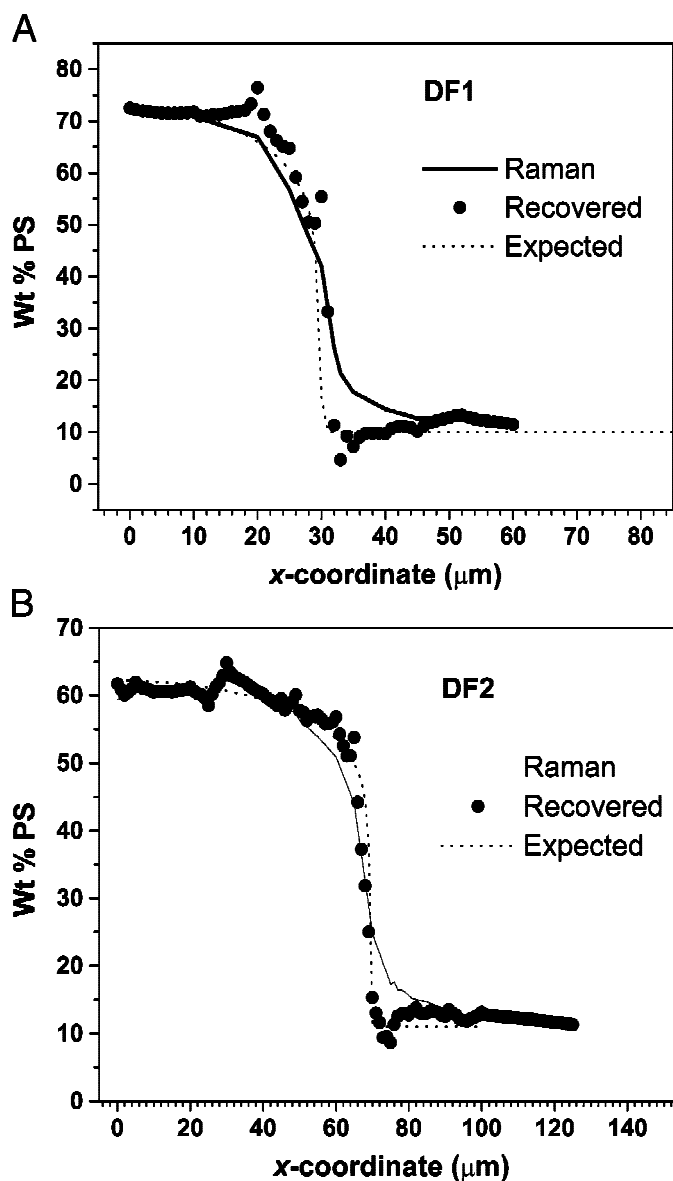 A
80
70
60
50
40
30
20
10
0
Wt % PS
DF1
Raman
Recovered
Expected
0 10 20 30 40 50 60 70 80
x-coordinate (μm)
B
70
60
50
40
30
20
10
0
Wt % PS
DF2
Raman
Recovered
Expected
0 20 40 60 80 100 120 140
x-coordinate (μm)